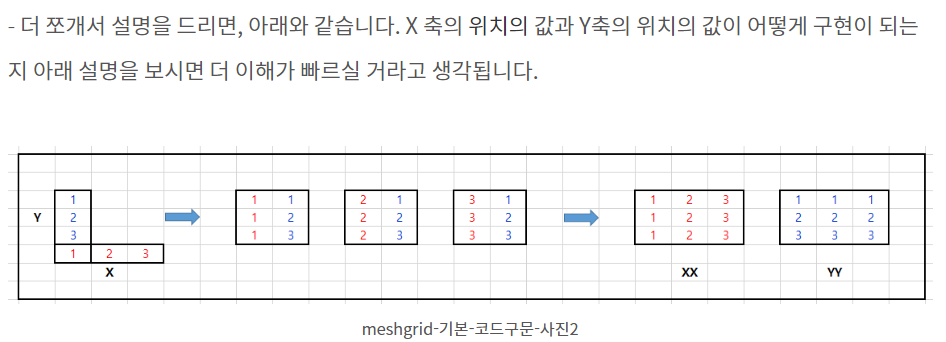 - 더 쪼개서 설명을 드리면, 아래와 같습니다. X 축의 위치의 값과 Y축의 위치의 값이 어떻게 구현이 되는
지 아래 설명을 보시면 더 이해가 빠르실 거라고 생각됩니다.
1 1 1 2 1 3 1 1 2 3 1 1 1
Y 2 1 2 2 2 3 2 1 2 3 2 2 2
3 1 3 2 3 3 3 1 2 3 3 3 3
1 2 3
X XX YY
meshgrid-기본-코드구문-사진2